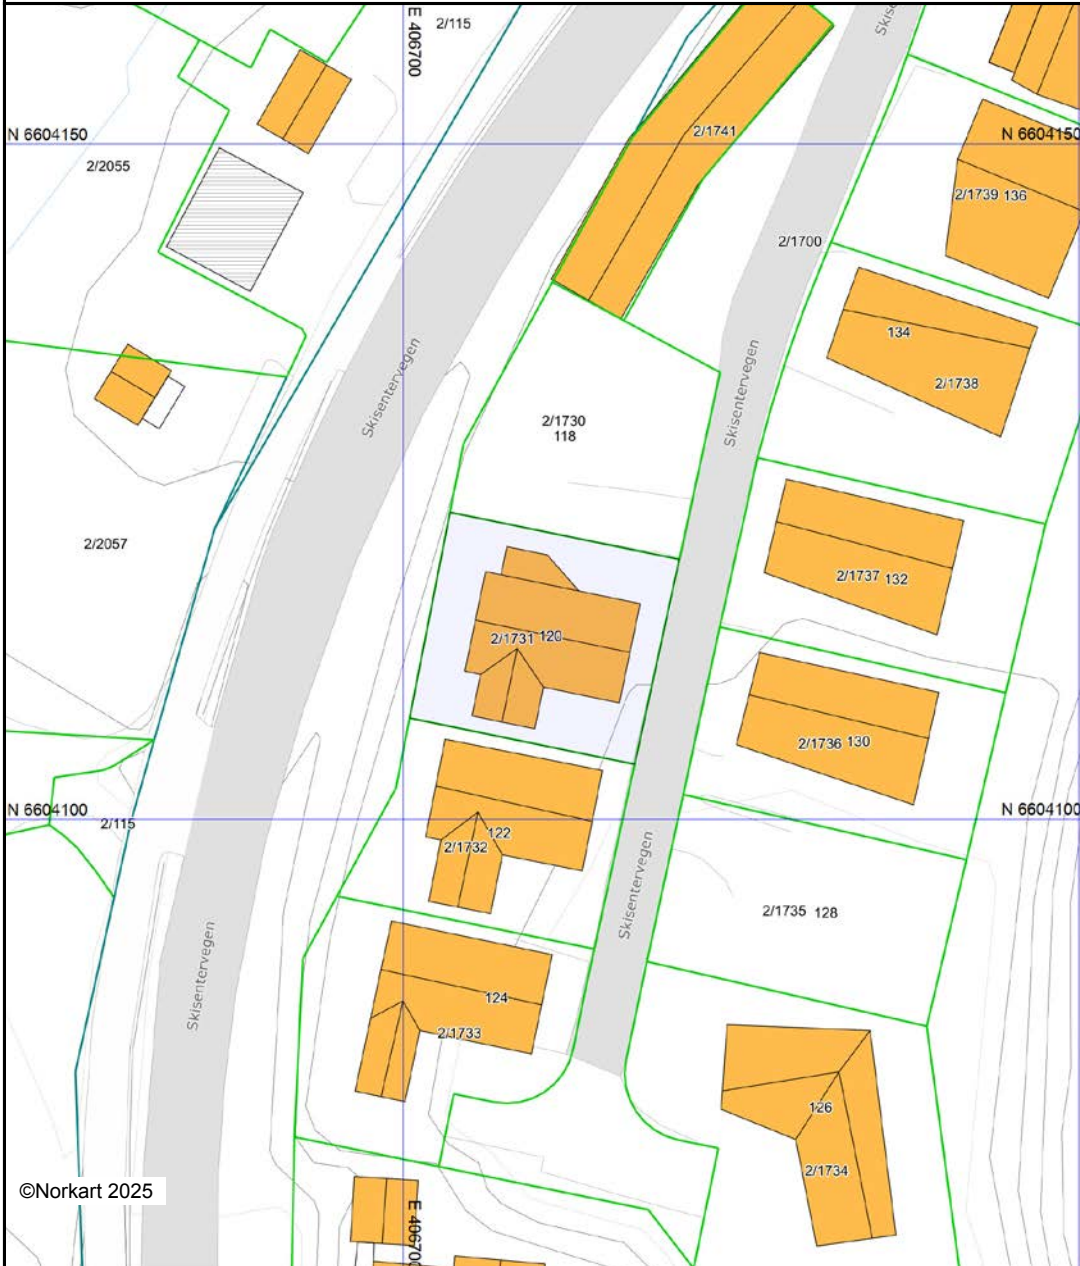 2/115
E 406700
Skise
N 6604150
2/1741
N 6604150
2/2055
2/1739 136
2/1700
134
2/1738
Skisentervegen
Skisentervegen
2/1730
118
2/2057
2/1737 132
2/1731 120
2/1736 130
N 6604100
N 6604100
2/115
122
2/1732
Skisentervegen
2/1735 128
Skisentervegen
124
2/1733
126
2/1734
©Norkart 2025
E 406700